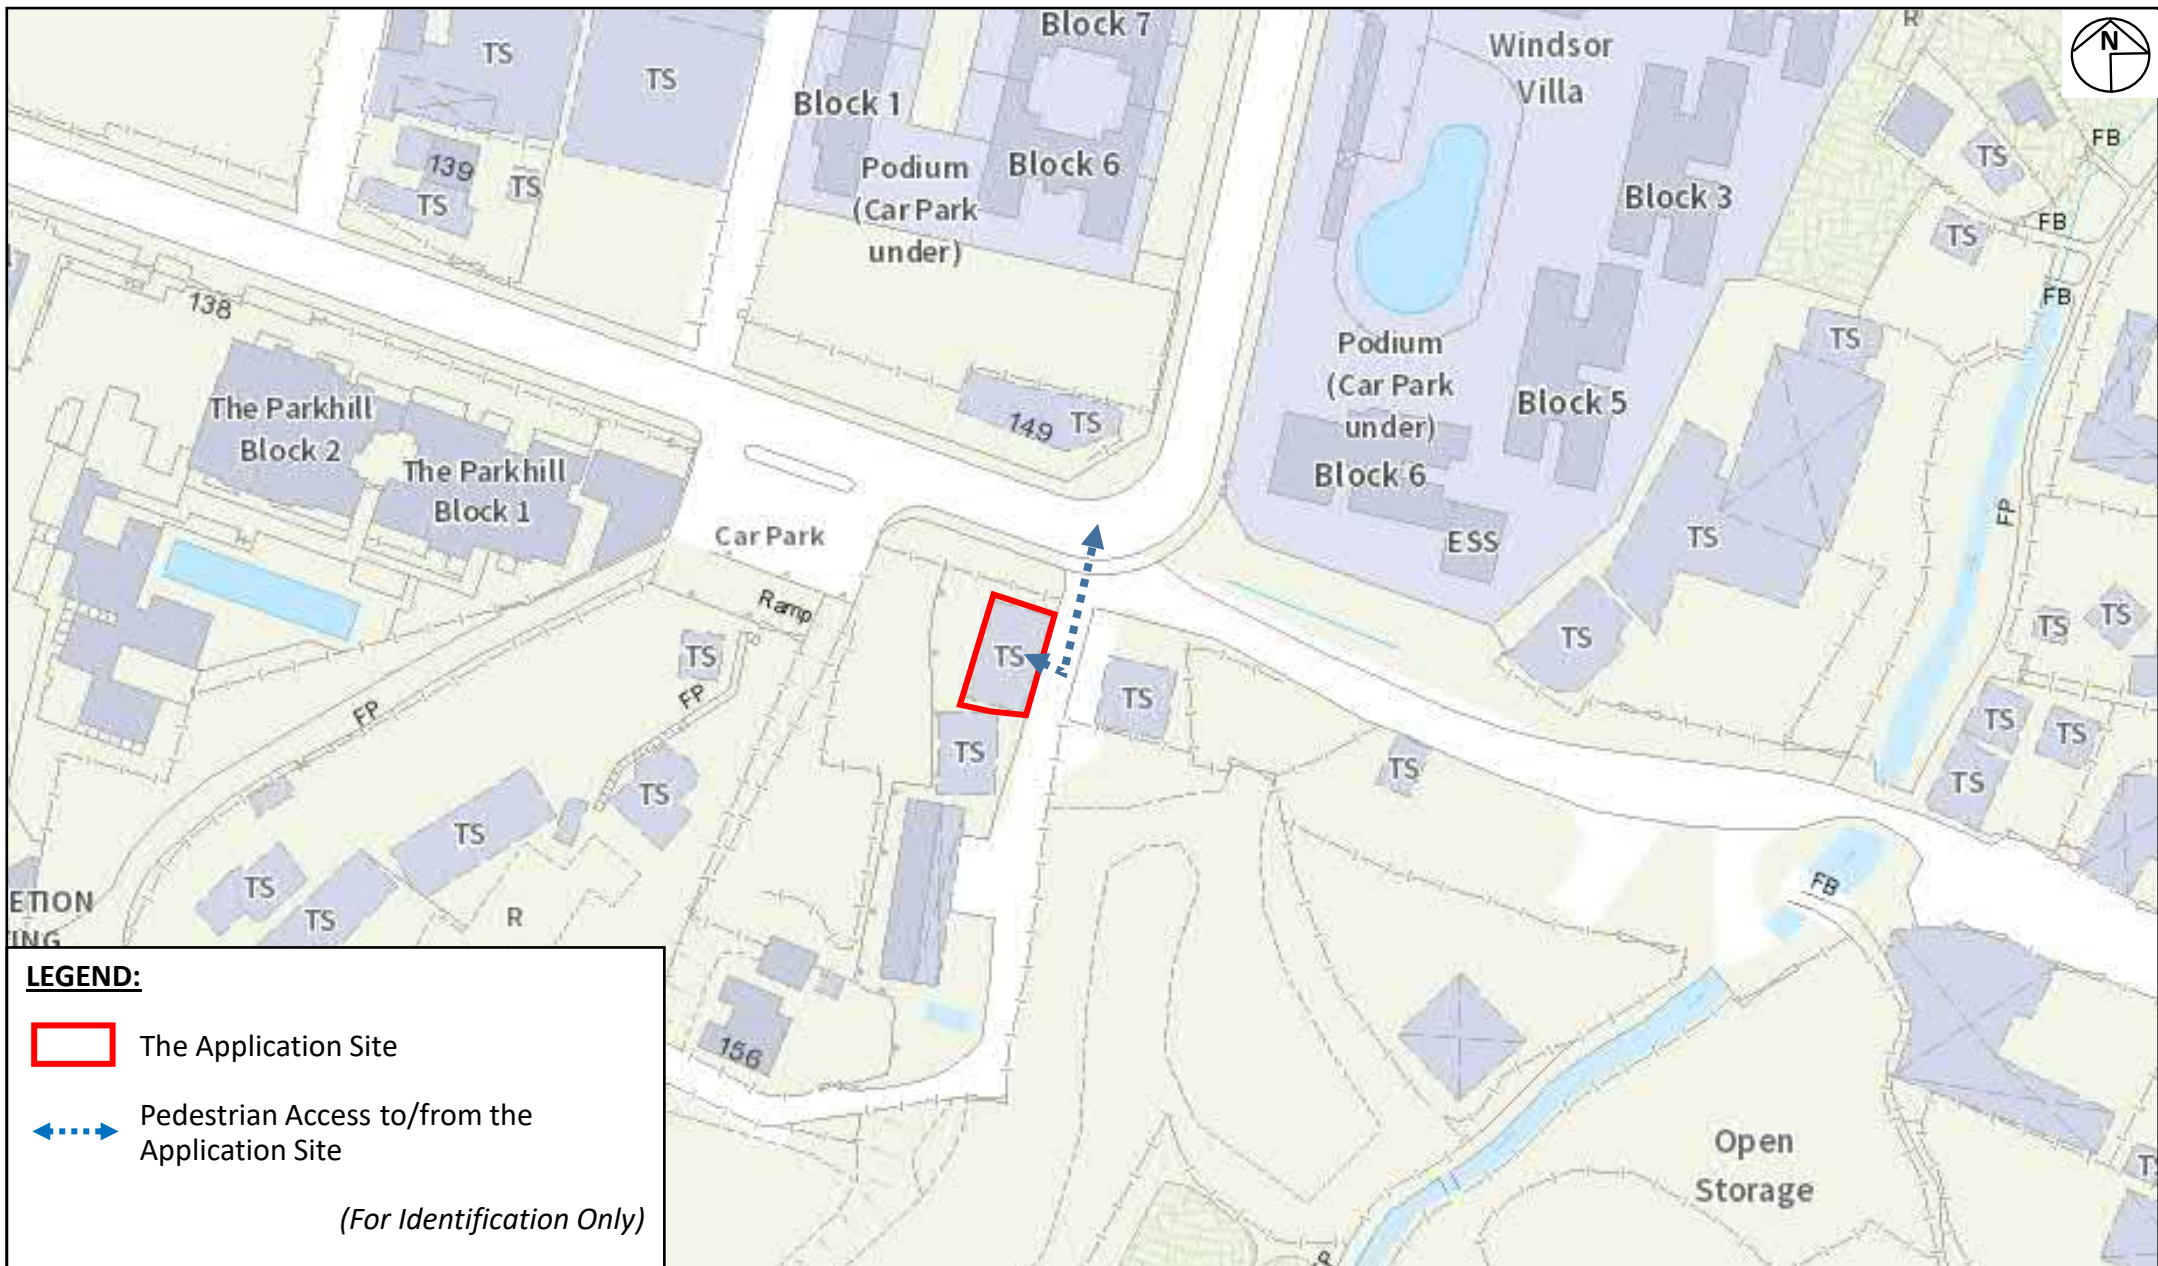 Block 7
Windsor
Villa
R
N
TS
TS
Block 1
139
TS
TS
Podium
(Car Park
under)
Block 6
Block 3
FB
TS
FB
TS
FB
138
TS
Podium
(Car Park
under)
Block 5
The Parkhill
Block 2
149
TS
The Parkhill
Block 1
Block 6
ESS
TS
FP
Car Park
Ramp
TS
TS
TS
TS
TS
FP
FP
TS
TS
TS
TS
TS
TS
TS
TS
TS
ETION
ING
TS
TS
R
FB
156
Open
Storage
FP
LEGEND:
The Application Site
Pedestrian Access to/from the
Application Site
(For Identification Only)